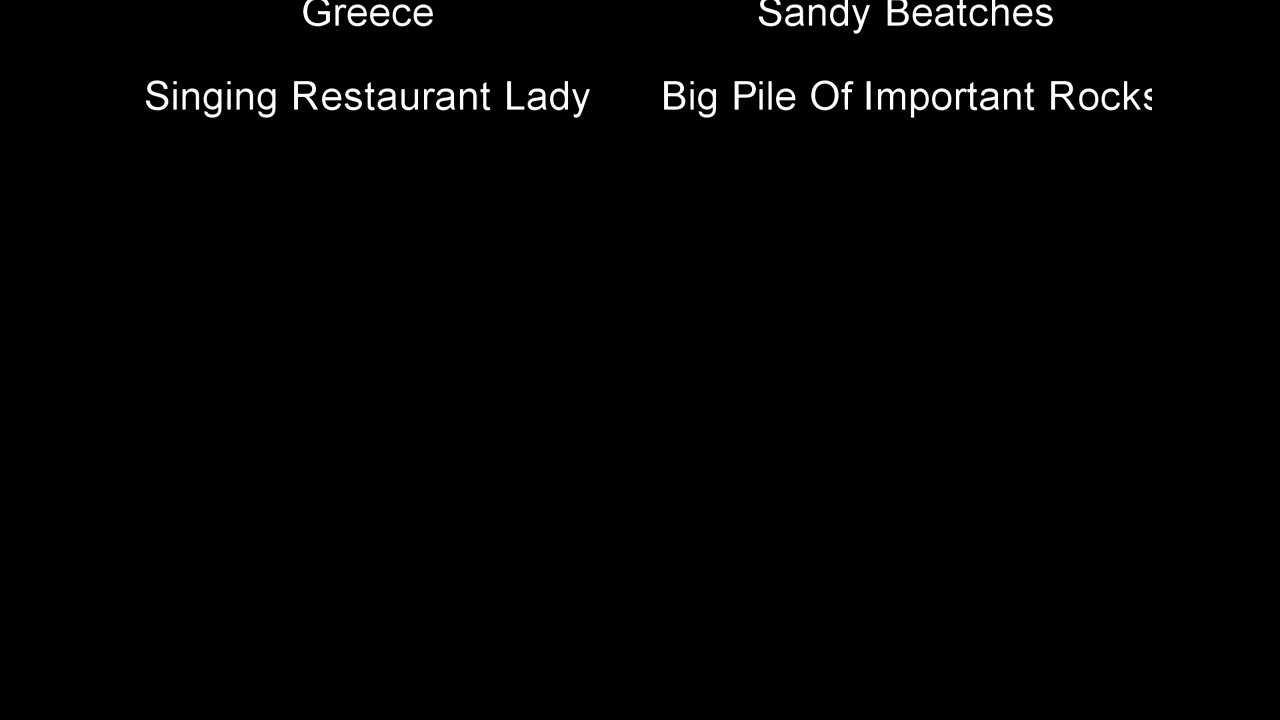 Greece Sandy Beatches
Singing Restaurant Lady Big Pile Of Important Rocks